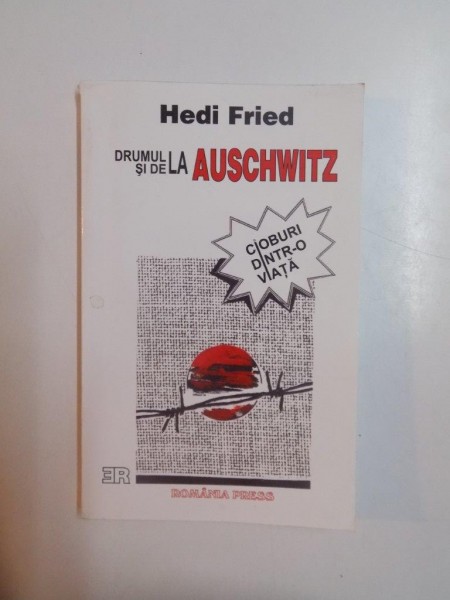 Hedi Fried
DRUMUL
ŞI DE LA AUSCHWITZ
CIOBURI
DINTR-O
VIAŢĂ
ER
ROMÂNIA PRESS